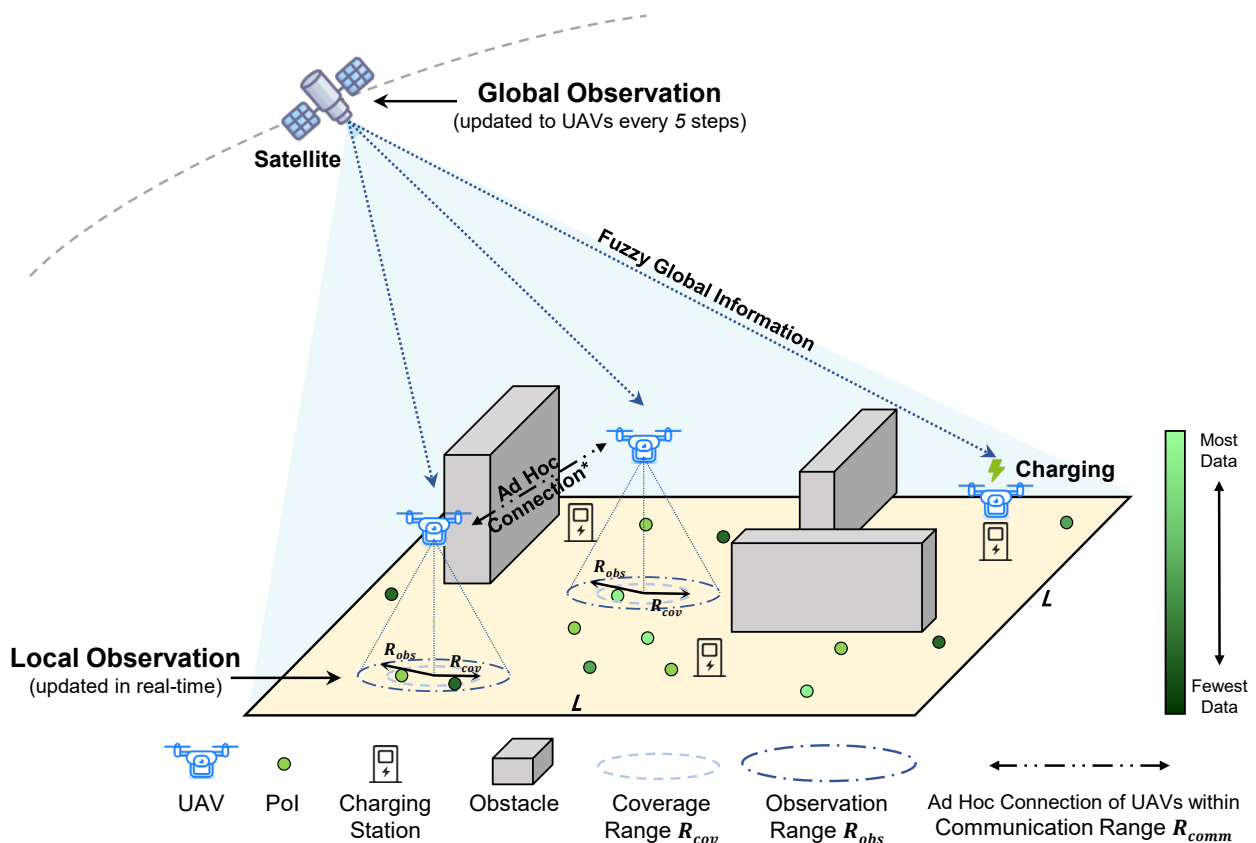 Global Observation
(updated to UAVs every 5 steps)
Satellite
Fuzzy Global Information
Most
Data
Charging
Ad Hoc
Connection*
R_obs
R_cov
L
Local Observation
(updated in real-time)
R_obs
R_cov
L
Fewest
Data
UAV
PoI
Charging
Station
Obstacle
Coverage
Range R_cov
Observation
Range R_obs
Ad Hoc Connection of UAVs within
Communication Range R_comm